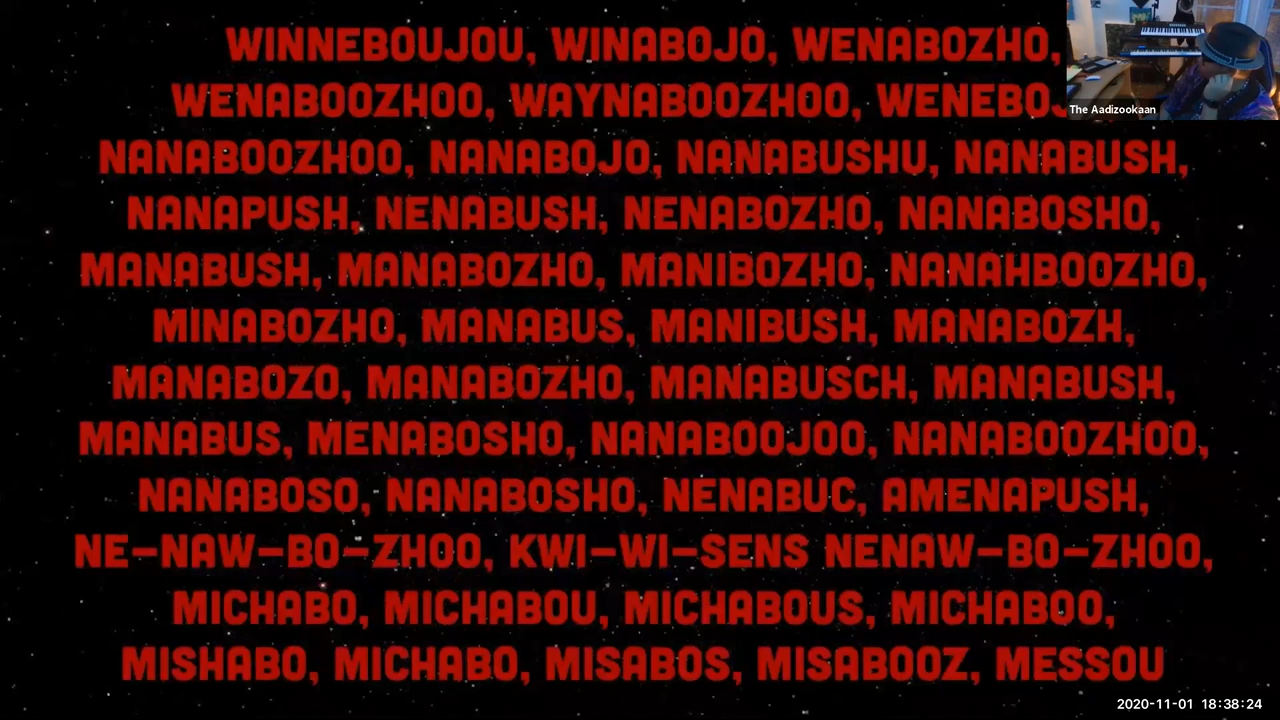 WINNEBOUJOU, WINABOJO, WENABOZHO,
WENABOOZHOO, WAYNABOOZHOO,
The Aadizookaan
NANABOOZHOO, NANABOJO, NANABUSHU, NANABUSH,
NANAPUSH, NENABUSH, NENABOZHO, NANABOSHO,
MANABUSH, MANABOZHO, MANIBOZHO, NANAHBOOZHO,
MINABOZHO, MANABUS, MANIBUSH, MANABOZH,
MANABOZO, MANABOZHO, MANABUSCH, MANABUSH,
MANABUS, MENABOSHO, NANABOOJOO, NANABOOZHOO,
NANABOSO, NANABOSHO, NENABUC, AMENAPUSH,
NE-NAW-BO-ZHOO, KWI-WI-SENS NENAW-BO-ZHOO,
MICHABO, MICHABOU, MICHABOUS, MICHABOO,
MISHABO, MICHABO, MISABOS, MISABOOZ, MESSOU
2020-11-01 18:38:24